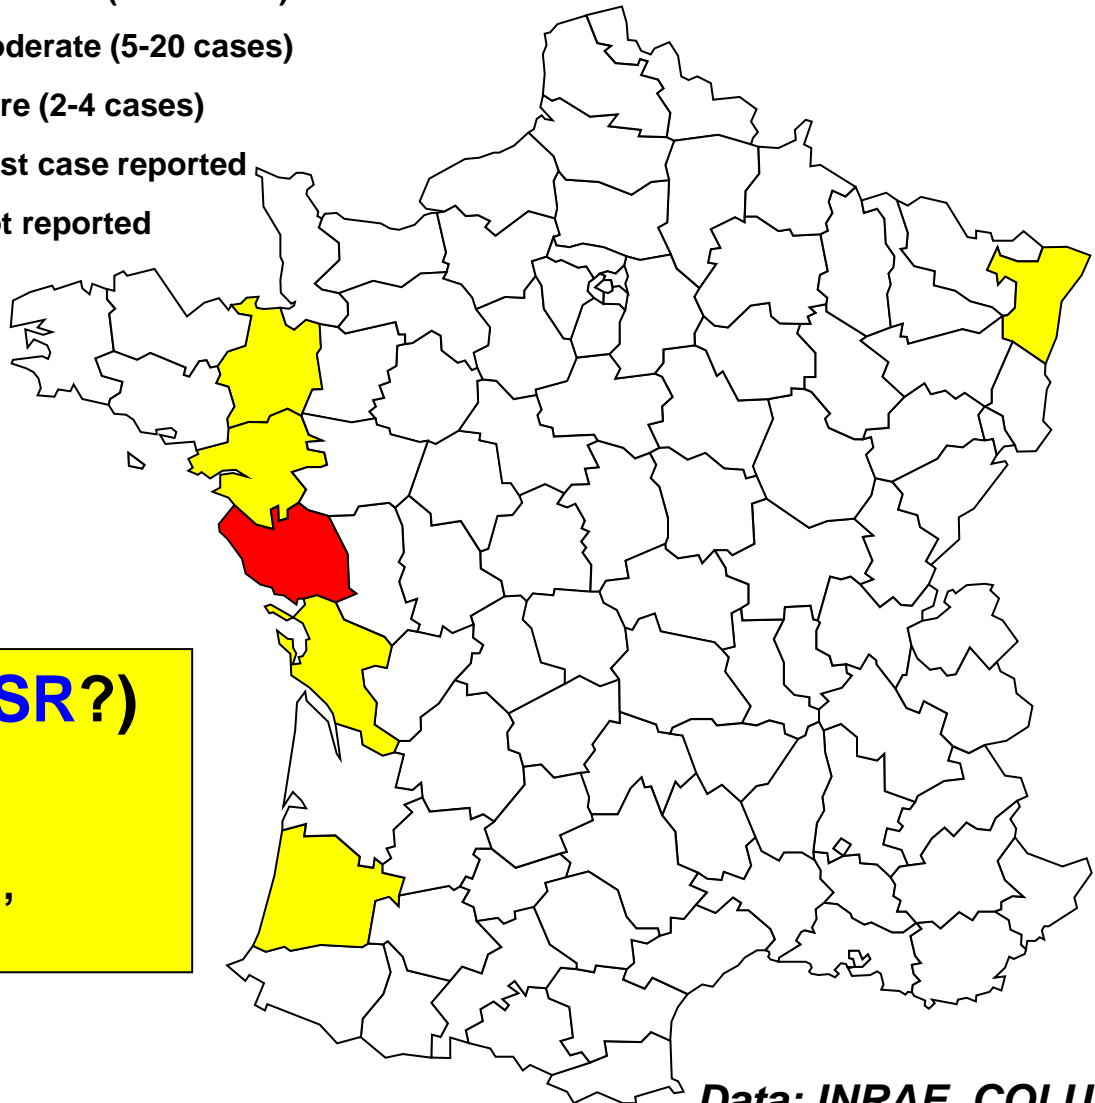 oderate (5-20 cases)
re (2-4 cases)
st case reported
t reported
SR?)
,
Data: INRAE, COLU